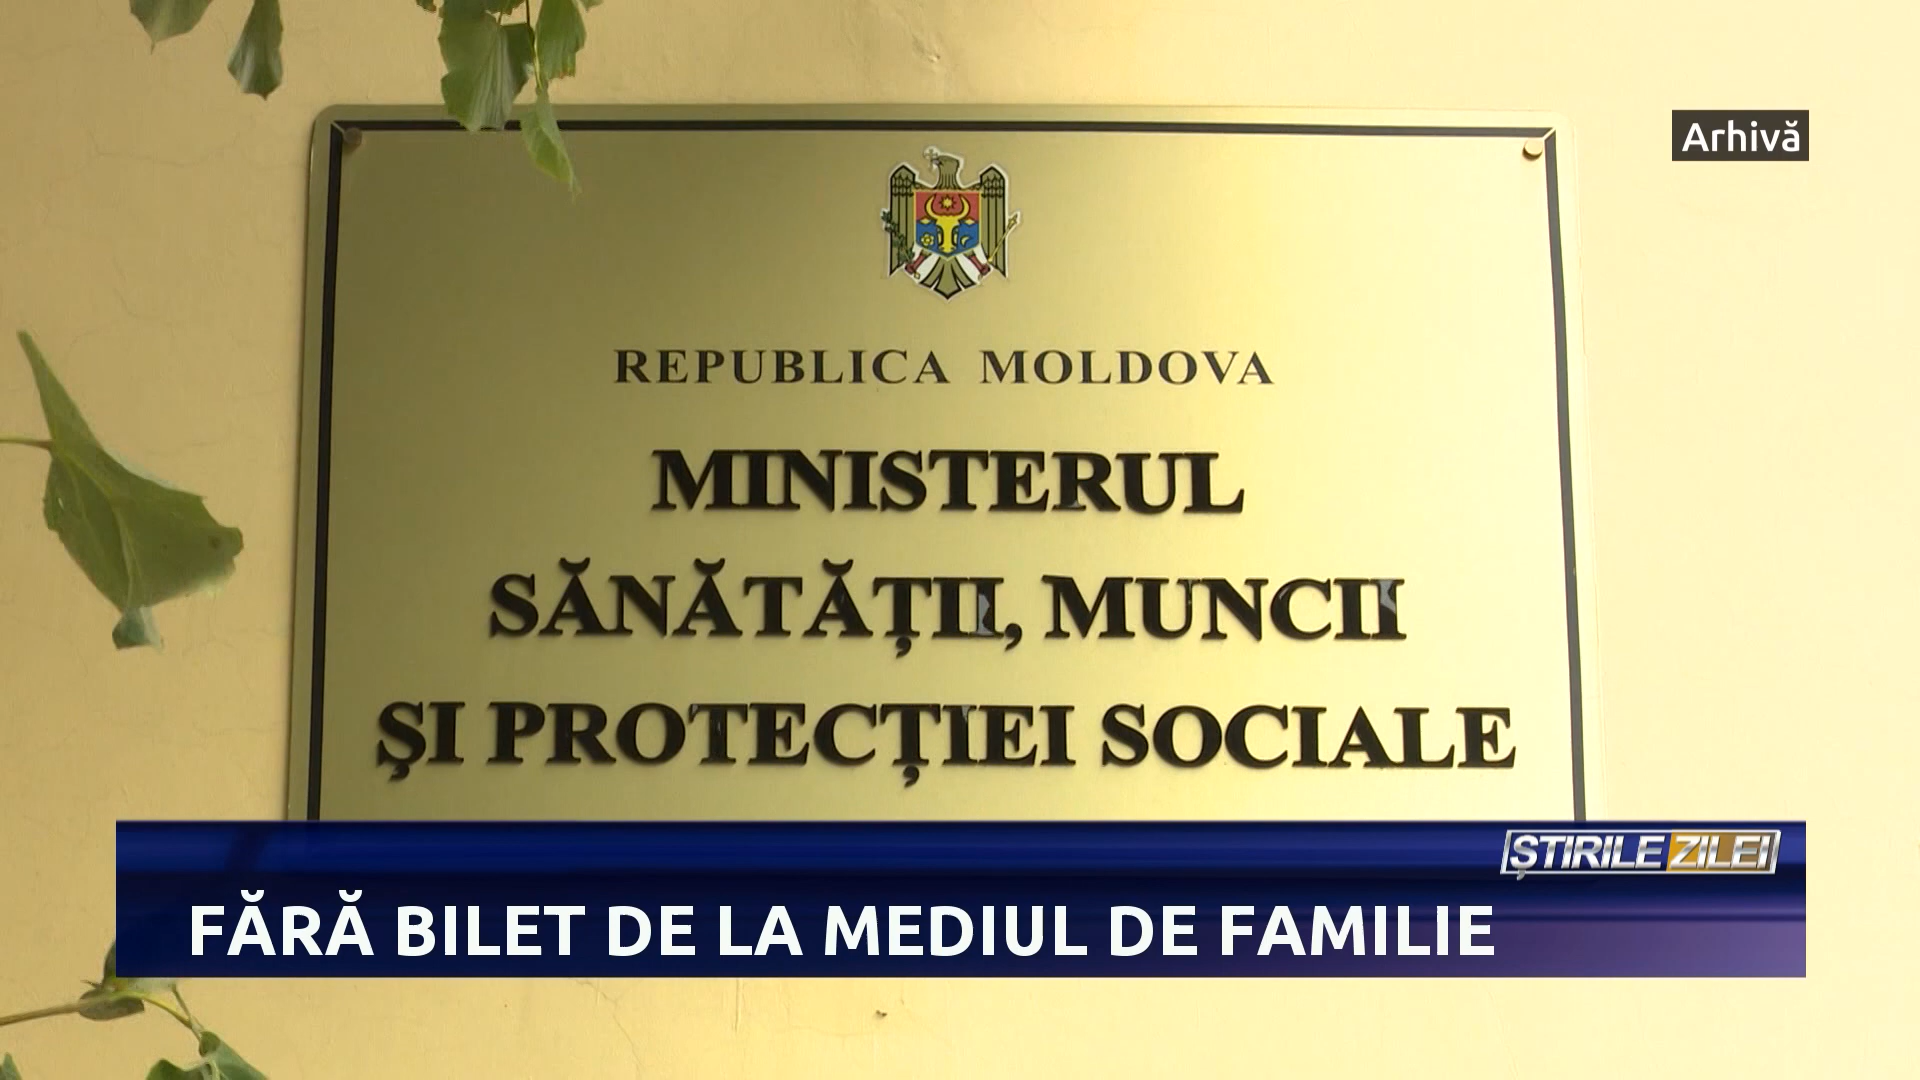 Arhivă
REPUBLICA MOLDOVA
MINISTERUL
SĂNĂTĂȚII, MUNCII
ȘI PROTECȚIEI SOCIALE
ȘTIRILE ZILEI
FĂRĂ BILET DE LA MEDIUL DE FAMILIE